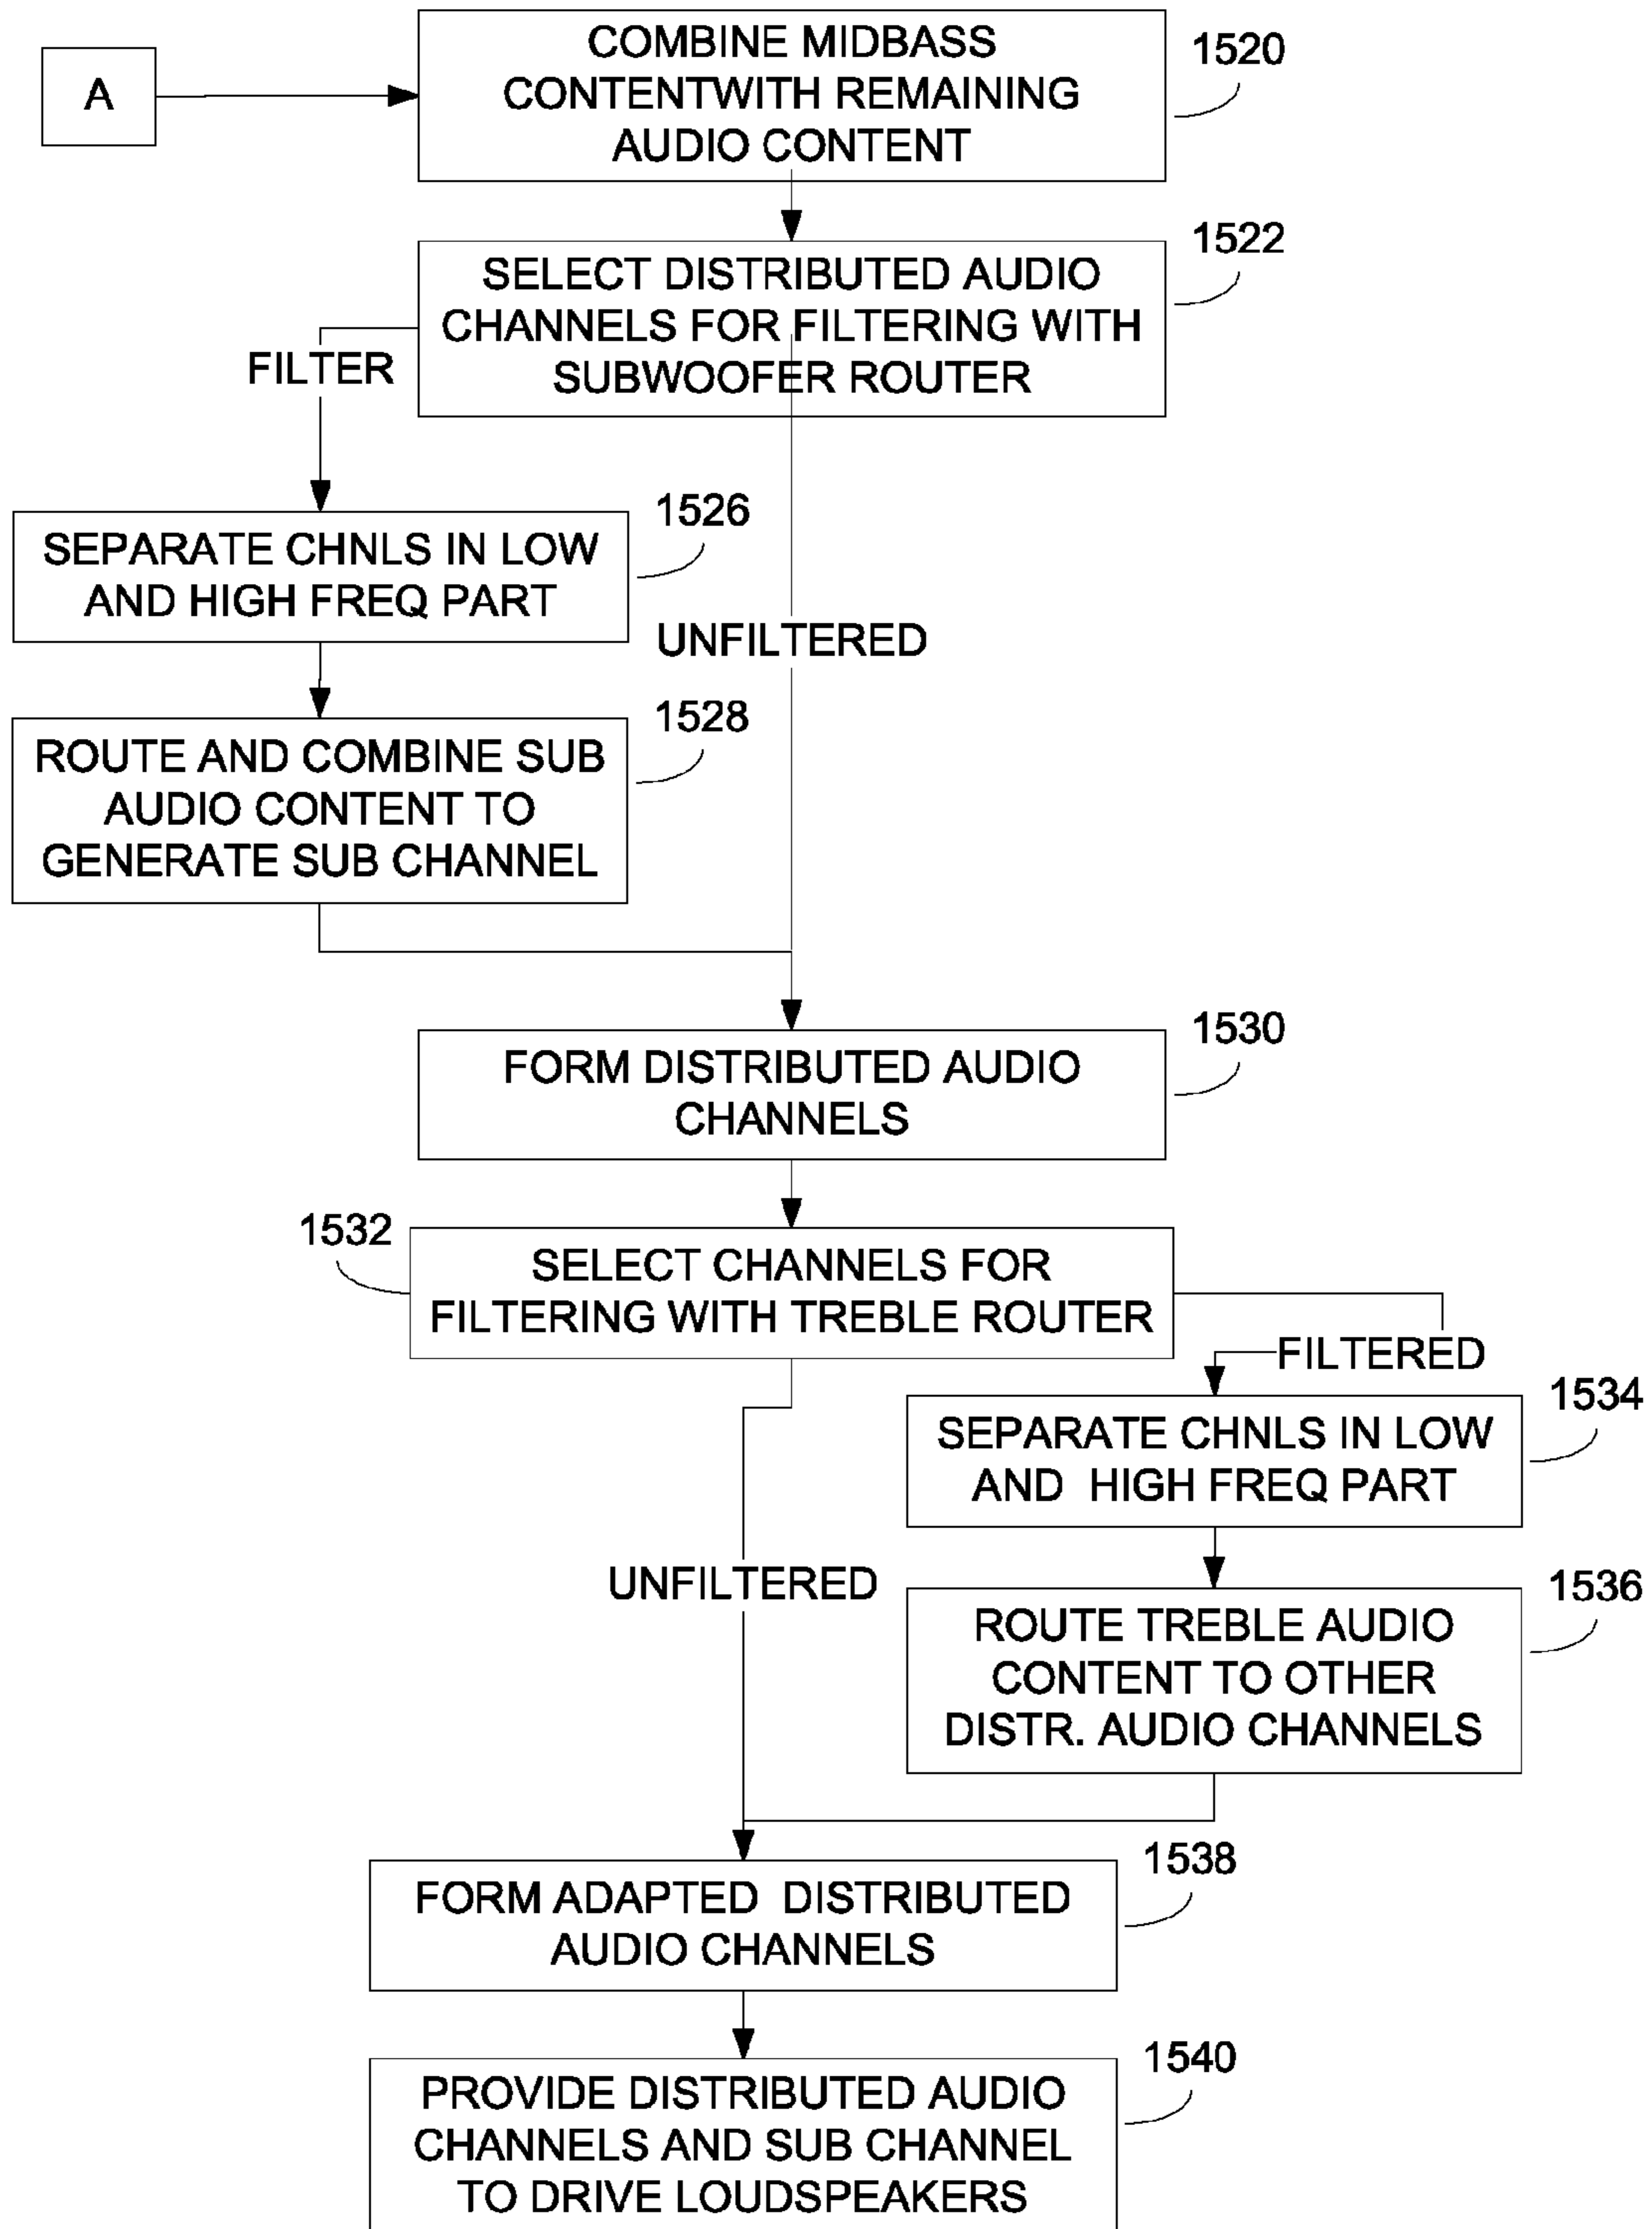 A
COMBINE MIDBASS
CONTENTWITH REMAINING
AUDIO CONTENT
1520
SELECT DISTRIBUTED AUDIO
CHANNELS FOR FILTERING WITH
SUBWOOFER ROUTER
1522
FILTER
SEPARATE CHNLS IN LOW
AND HIGH FREQ PART
1526
UNFILTERED
ROUTE AND COMBINE SUB
AUDIO CONTENT TO
GENERATE SUB CHANNEL
1528
FORM DISTRIBUTED AUDIO
CHANNELS
1530
1532
SELECT CHANNELS FOR
FILTERING WITH TREBLE ROUTER
FILTERED
SEPARATE CHNLS IN LOW
AND HIGH FREQ PART
1534
UNFILTERED
ROUTE TREBLE AUDIO
CONTENT TO OTHER
DISTR. AUDIO CHANNELS
1536
FORM ADAPTED DISTRIBUTED
AUDIO CHANNELS
1538
PROVIDE DISTRIBUTED AUDIO
CHANNELS AND SUB CHANNEL
TO DRIVE LOUDSPEAKERS
1540